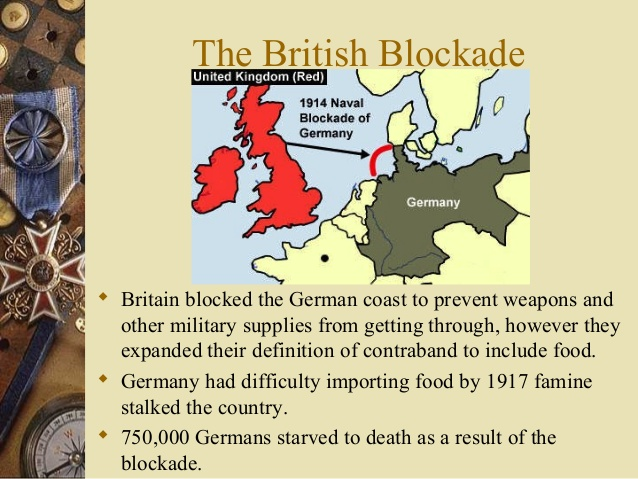 The British Blockade
United Kingdom (Red)
1914 Naval
Blockade of
Germany
Germany
Britain blocked the German coast to prevent weapons and
other military supplies from getting through, however they
expanded their definition of contraband to include food.
Germany had difficulty importing food by 1917 famine
stalked the country.
750,000 Germans starved to death as a result of the
blockade.